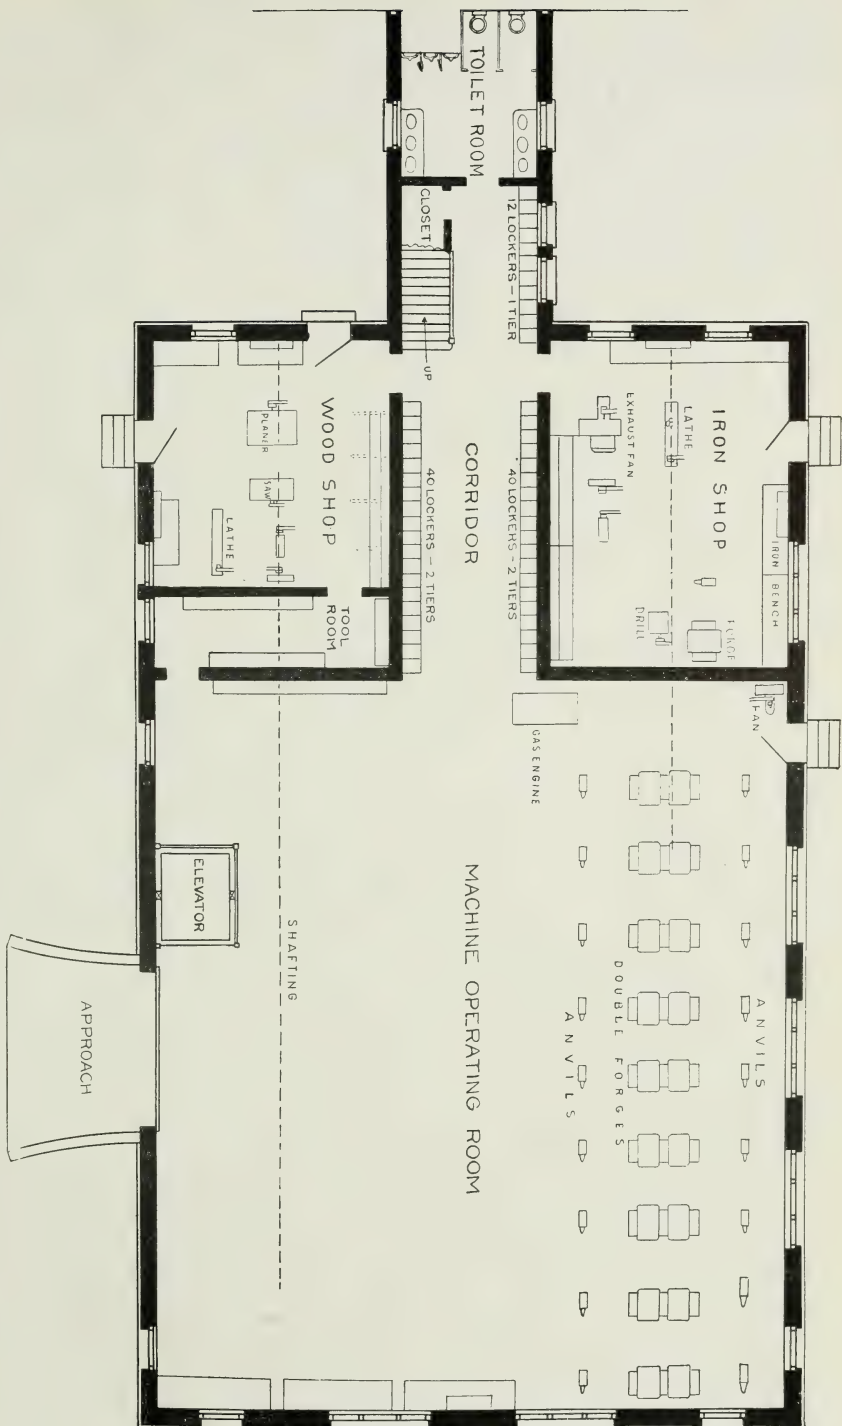 TOILET ROOM
CLOSET
12 LOCKERS - 1 TIER
UP
WOOD SHOP
PLANER
SAW
LATHE
TOOL
ROOM
40 LOCKERS - 2 TIERS
CORRIDOR
40 LOCKERS - 2 TIERS
IRON SHOP
LATHE
EXHAUST FAN
IRON BENCH
FORGE
DRILL
FAN
GAS ENGINE
ELEVATOR
SHAFTING
MACHINE OPERATING ROOM
ANVILS
DOUBLE FORGES
ANVILS
APPROACH